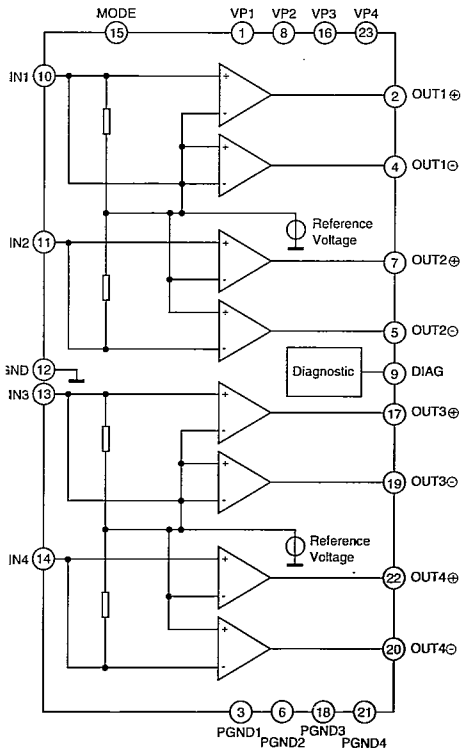 MODE VP1 VP2 VP3 VP4
15 1 8 16 23
IN1 10
+
-
2 OUT1⊕
+
-
4 OUT1⊖
Reference
Voltage
IN2 11
+
-
7 OUT2⊕
+
-
5 OUT2⊖
GND 12
Diagnostic
9 DIAG
IN3 13
+
-
17 OUT3⊕
+
-
19 OUT3⊖
Reference
Voltage
IN4 14
+
-
22 OUT4⊕
+
-
20 OUT4⊖
3 6 18 21
PGND1 PGND2 PGND3 PGND4